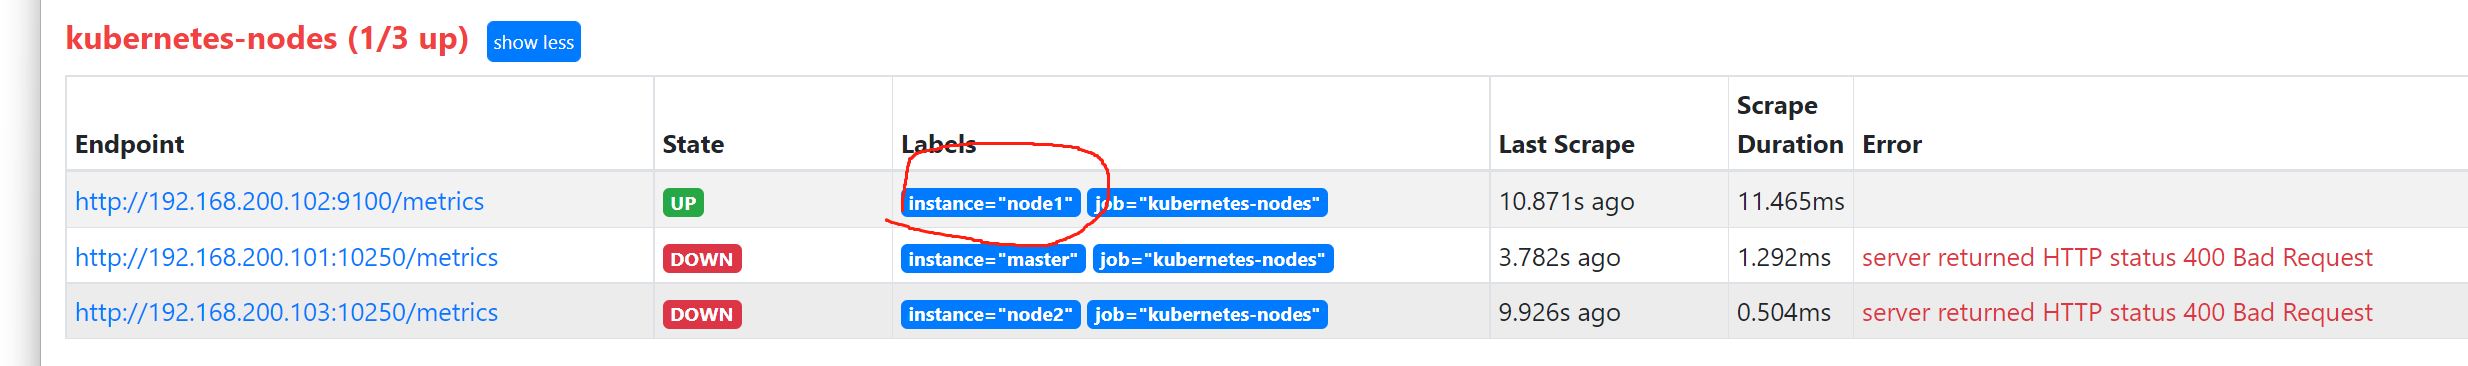 kubernetes-nodes (1/3 up) show less
Endpoint State Labels Last Scrape Scrape Duration Error
http://192.168.200.102:9100/metrics UP instance="node1" job="kubernetes-nodes" 10.871s ago 11.465ms
http://192.168.200.101:10250/metrics DOWN instance="master" job="kubernetes-nodes" 3.782s ago 1.292ms server returned HTTP status 400 Bad Request
http://192.168.200.103:10250/metrics DOWN instance="node2" job="kubernetes-nodes" 9.926s ago 0.504ms server returned HTTP status 400 Bad Request